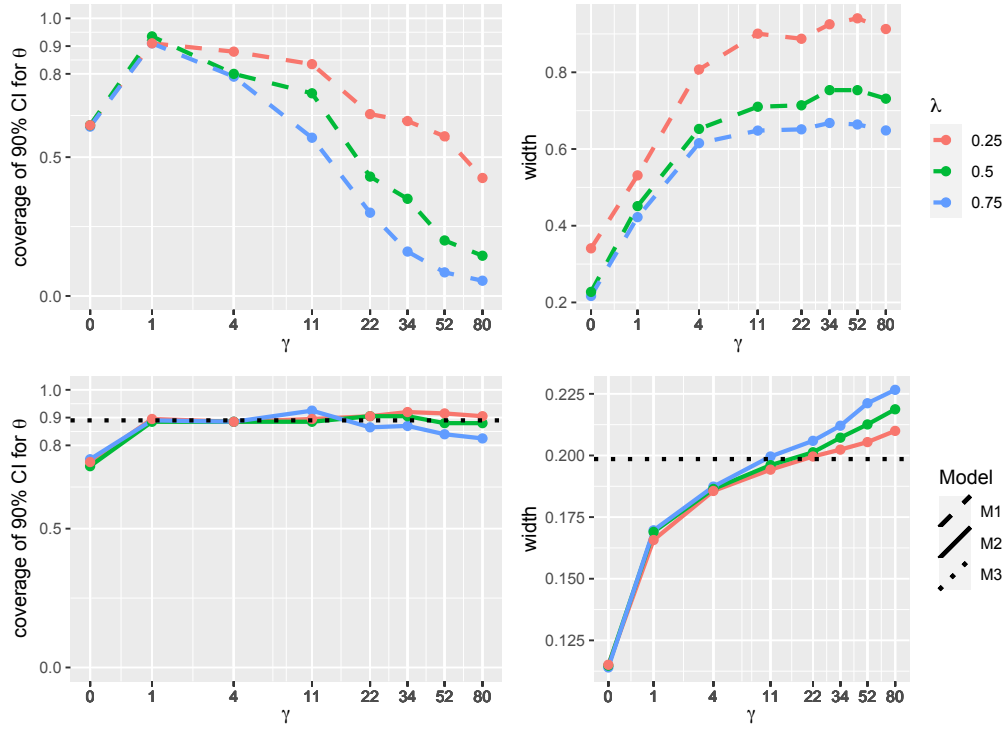 coverage of 90% CI for θ
1.0
0.9
0.8
0.5
0.0
0 1 4 11 22 34 52 80
γ
width
0.8
0.6
0.4
0.2
0 1 4 11 22 34 52 80
γ
λ
0.25
0.5
0.75
coverage of 90% CI for θ
1.0
0.9
0.8
0.5
0.0
0 1 4 11 22 34 52 80
γ
width
0.225
0.200
0.175
0.150
0.125
0 1 4 11 22 34 52 80
γ
Model
M1
M2
M3